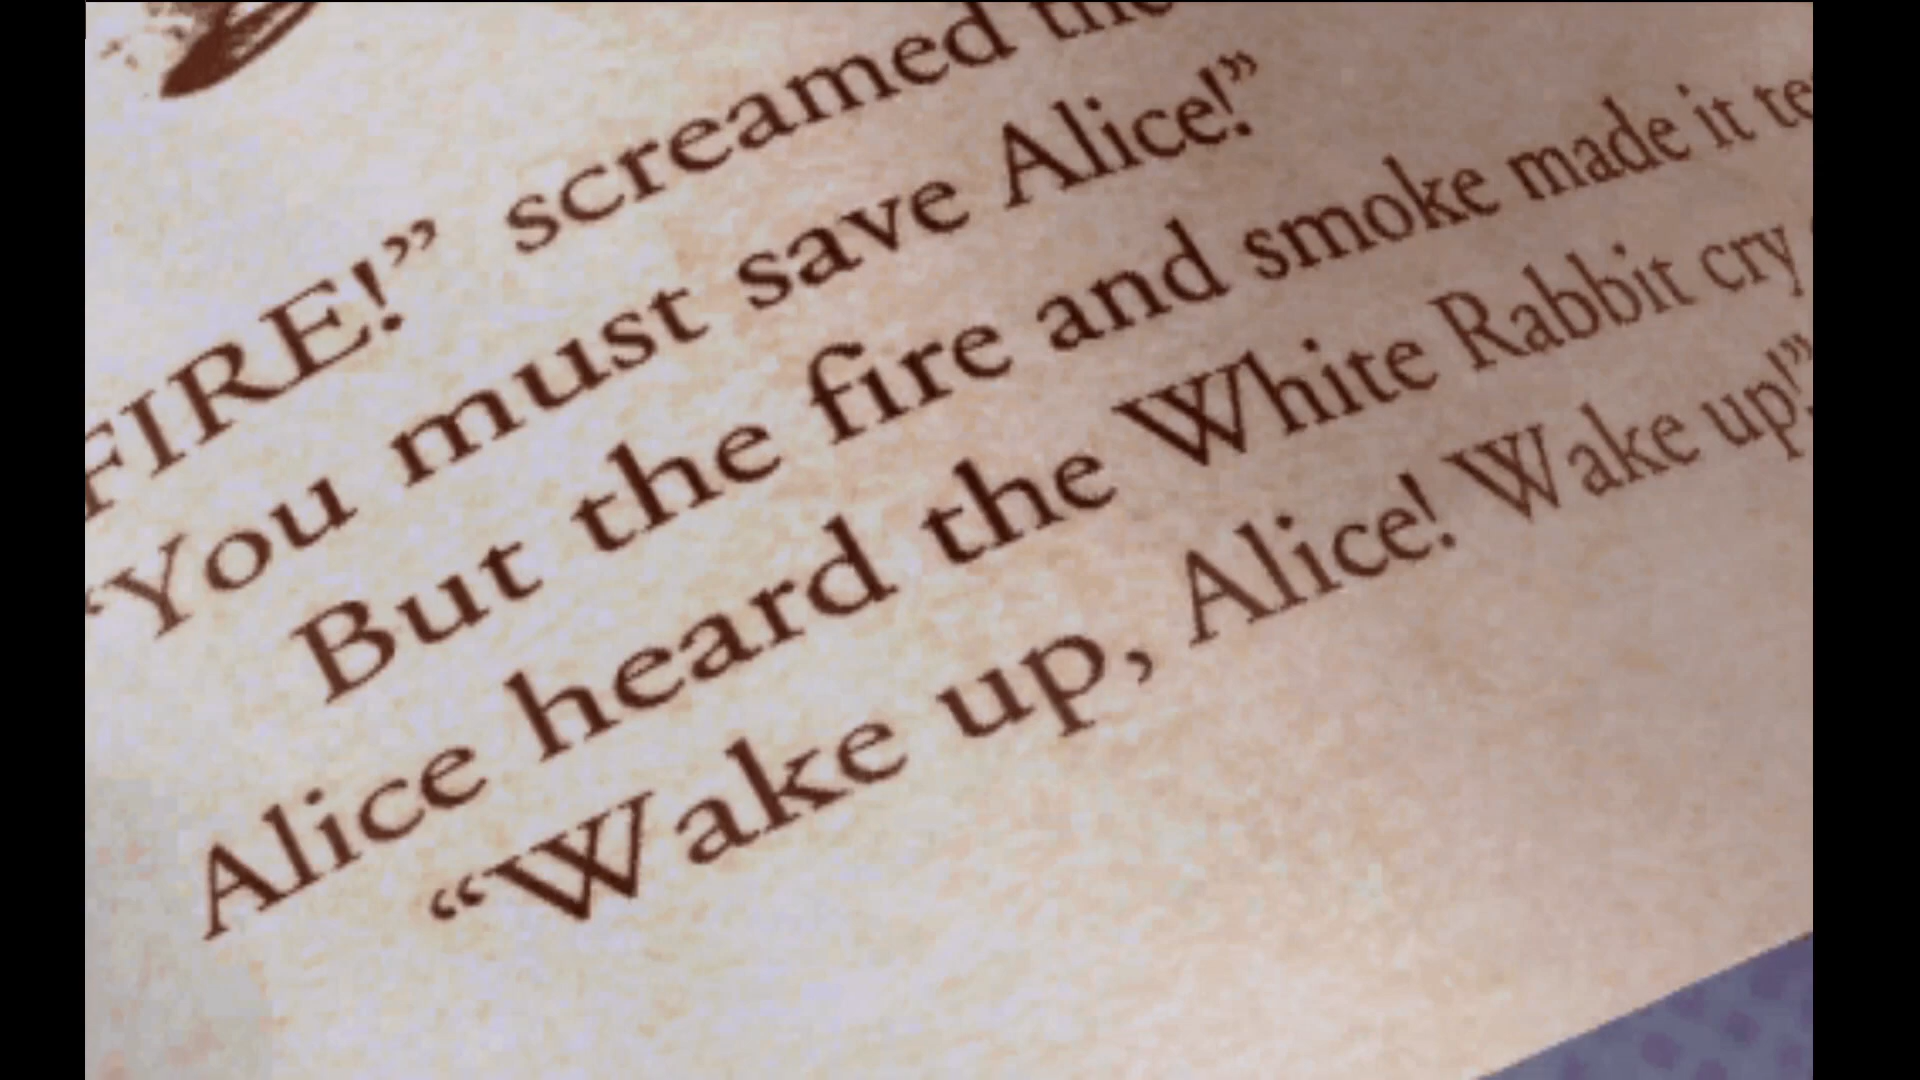 FIRE!” screamed the
“You must save Alice!”
But the fire and smoke made it
Alice heard the White Rabbit cry
“Wake up, Alice! Wake up!”